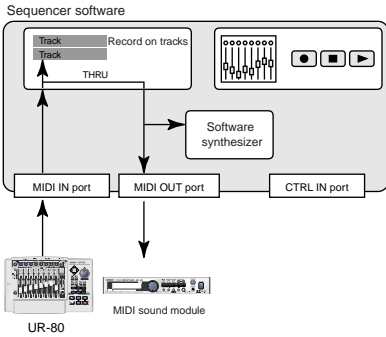 Sequencer software
Track
Record on tracks
Track
THRU
Software
synthesizer
MIDI IN port
MIDI OUT port
CTRL IN port
UR-80
MIDI sound module